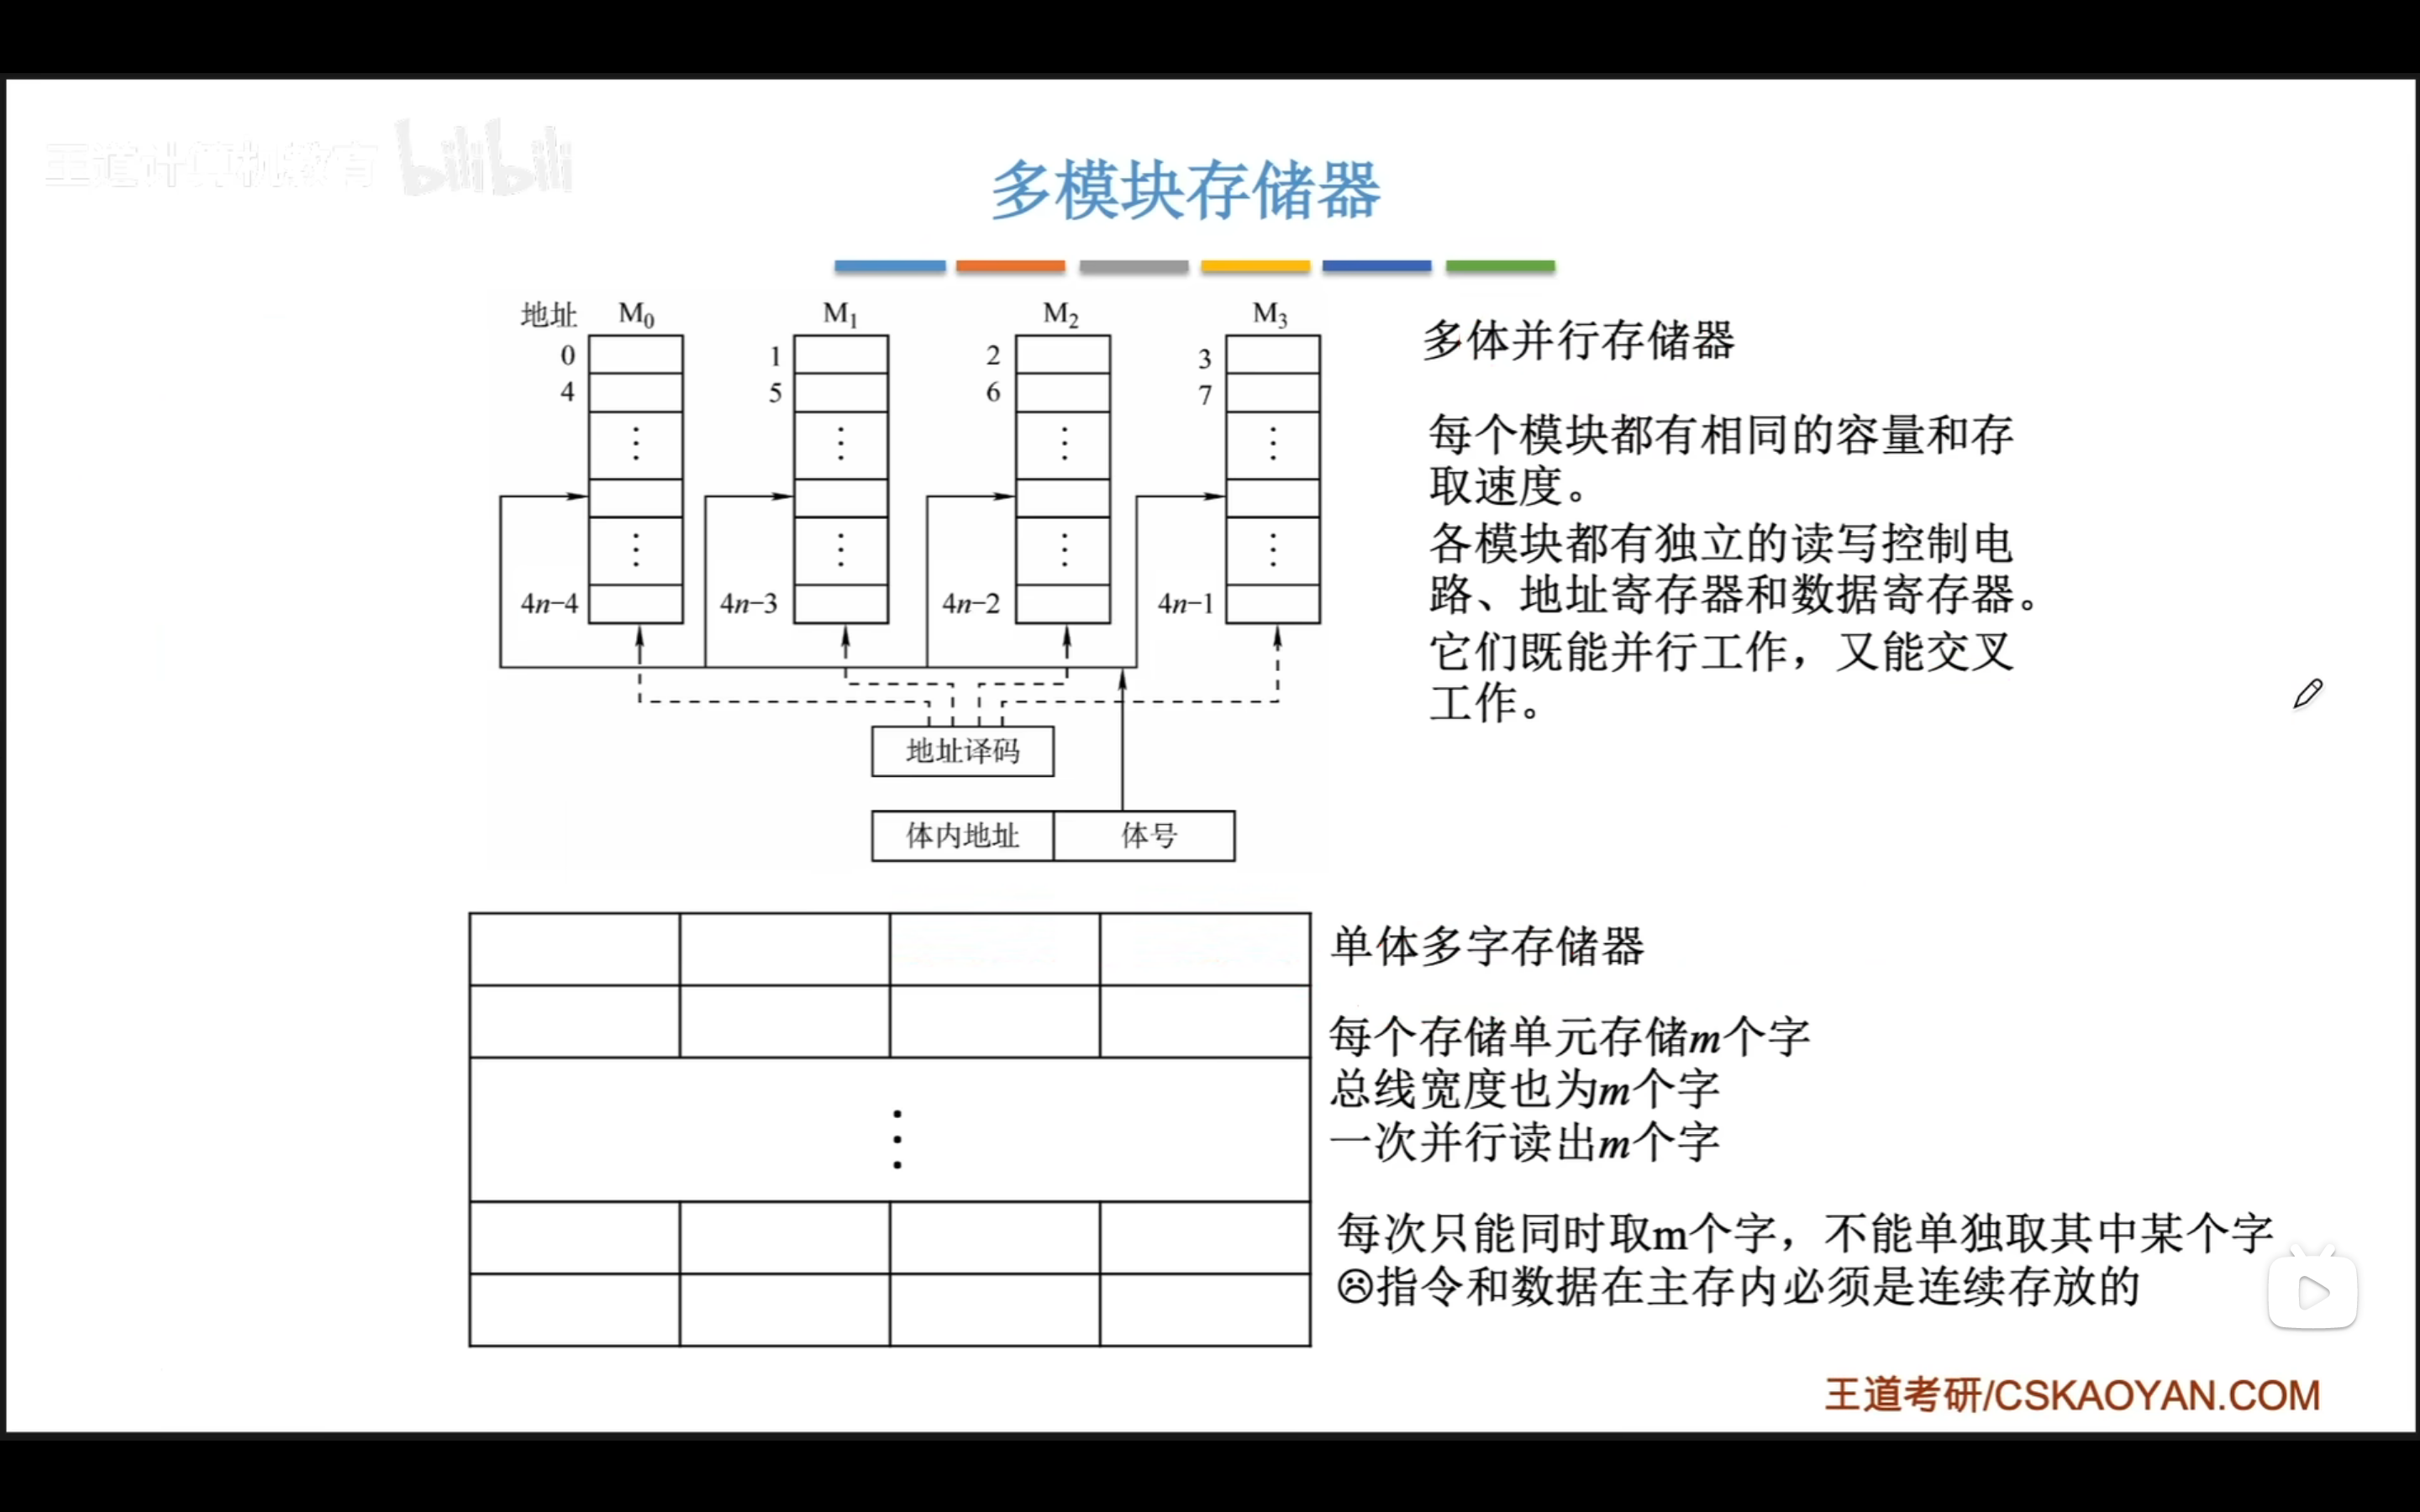 王道计算机教育 bilibili
多模块存储器
地址 M0 M1 M2 M3
0 1 2 3
4 5 6 7
4n−4 4n−3 4n−2 4n−1
地址译码
体内地址 体号
多体并行存储器
每个模块都有相同的容量和存
取速度。
各模块都有独立的读写控制电
路、地址寄存器和数据寄存器。
它们既能并行工作，又能交叉
工作。
单体多字存储器
每个存储单元存储m个字
总线宽度也为m个字
一次并行读出m个字
每次只能同时取m个字，不能单独取其中某个字
☹指令和数据在主存内必须是连续存放的
王道考研/CSKAOYAN.COM